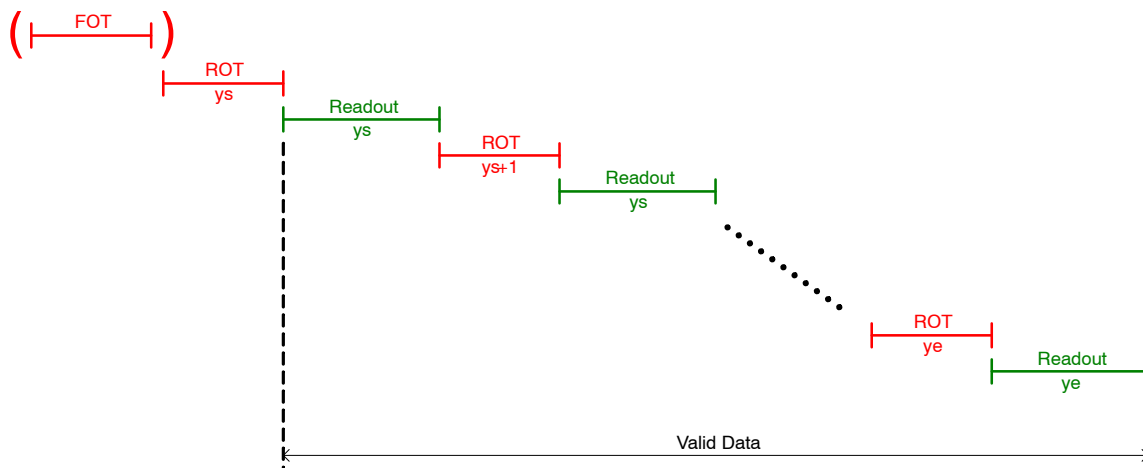 ( FOT )
ROT
ys
Readout
ys
ROT
ys+1
Readout
ys
ROT
ye
Readout
ye
Valid Data